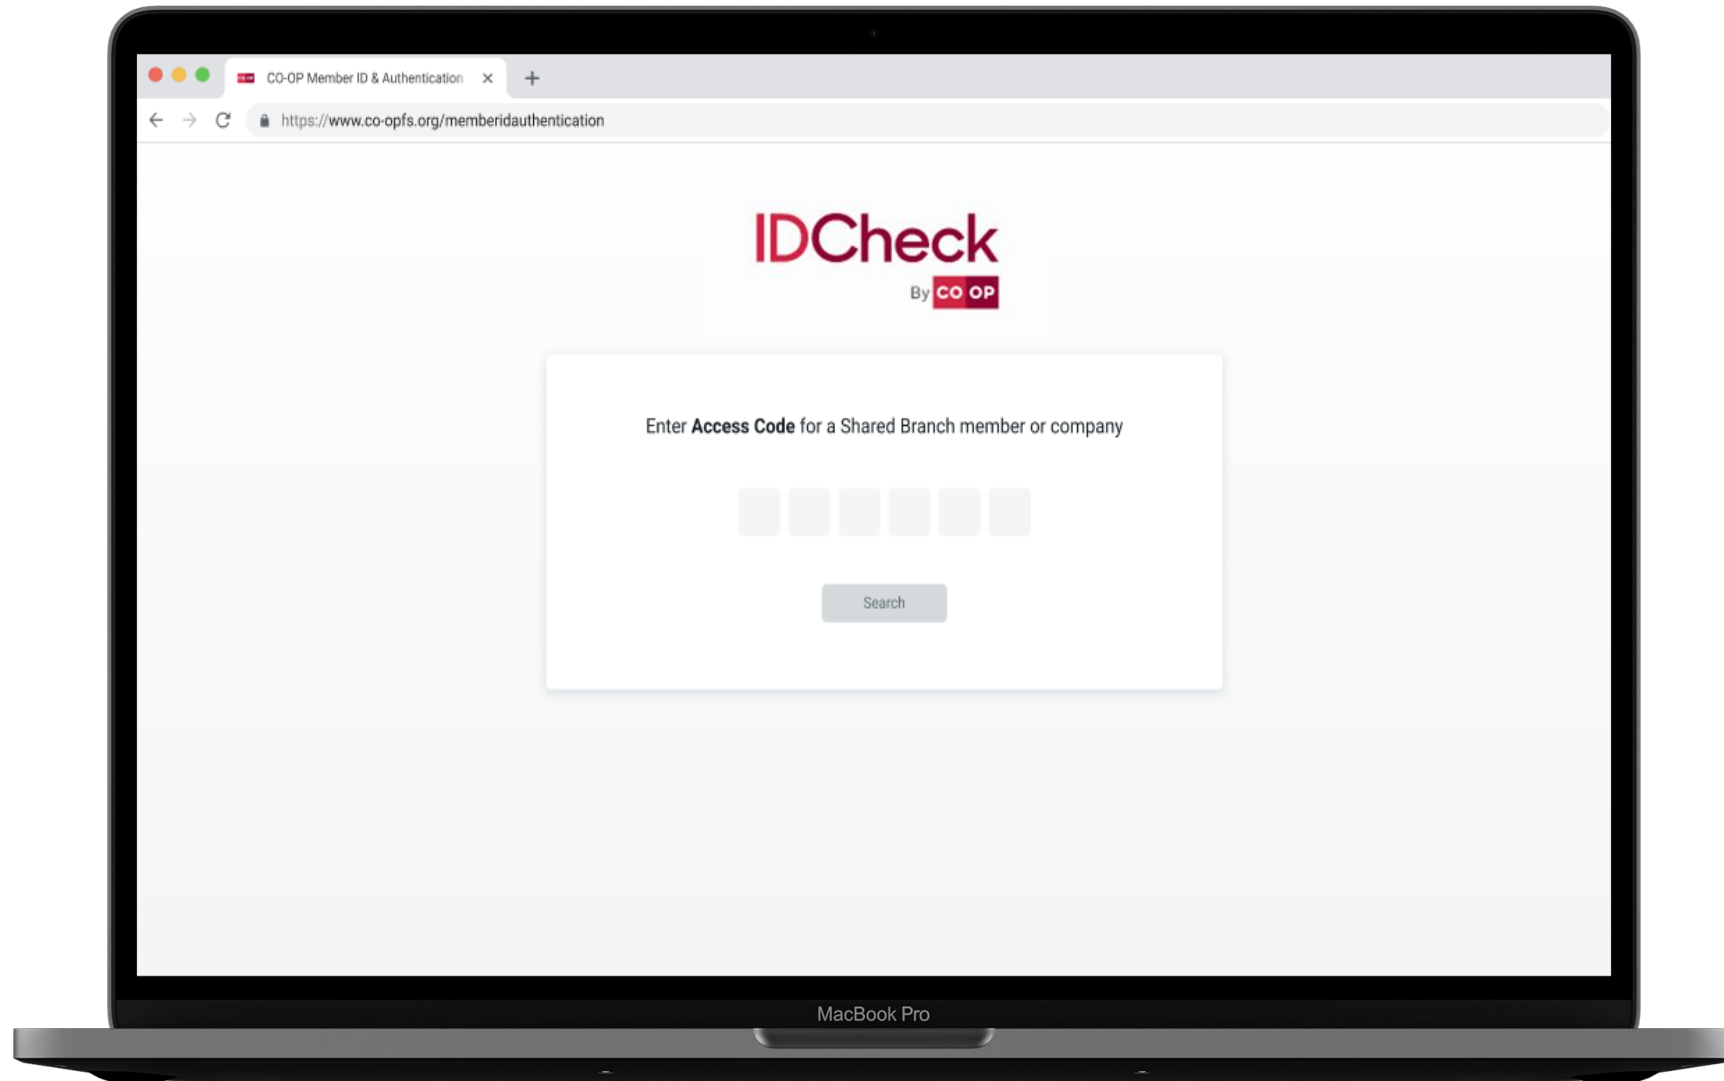 CO-OP Member ID & Authentication
https://www.co-opfs.org/memberidauthentication
IDCheck
By CO OP
Enter Access Code for a Shared Branch member or company
Search
MacBook Pro